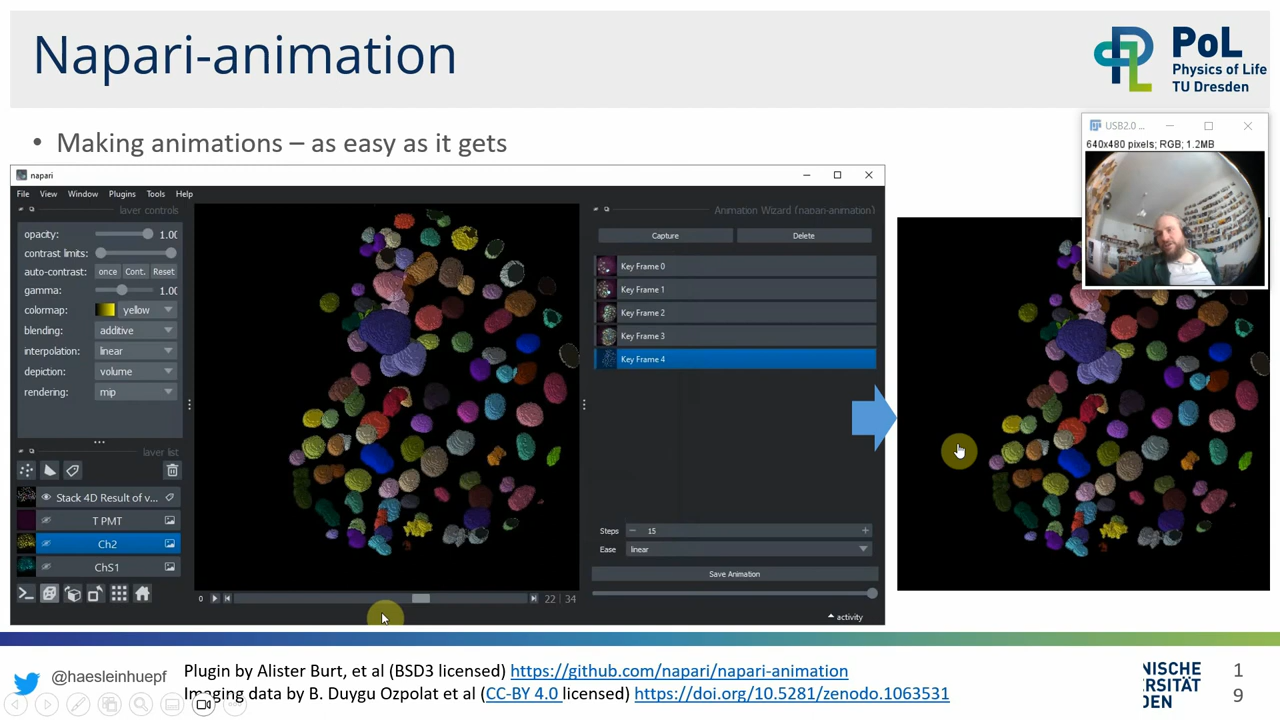 Napari-animation
PoL
Physics of Life
TU Dresden
• Making animations – as easy as it gets
USB2.0 ...
640x480 pixels; RGB; 1.2MB
napari
File View Window Plugins Tools Help
layer controls
Animation Wizard (napari-animation)
opacity: 1.00
contrast limits:
auto-contrast: once Cont. Reset
gamma: 1.00
colormap: yellow
blending: additive
interpolation: linear
depiction: volume
rendering: mip
Capture Delete
Key Frame 0
Key Frame 1
Key Frame 2
Key Frame 3
Key Frame 4
layer list
Stack 4D Result of v...
T PMT
Ch2
ChS1
Steps 15
Ease linear
Save Animation
0 22 34
activity
@haesleinhuepf
Plugin by Alister Burt, et al (BSD3 licensed) https://github.com/napari/napari-animation
Imaging data by B. Duygu Ozpolat et al (CC-BY 4.0 licensed) https://doi.org/10.5281/zenodo.1063531
NISCHE
ERSITÄT
DEN
1
9